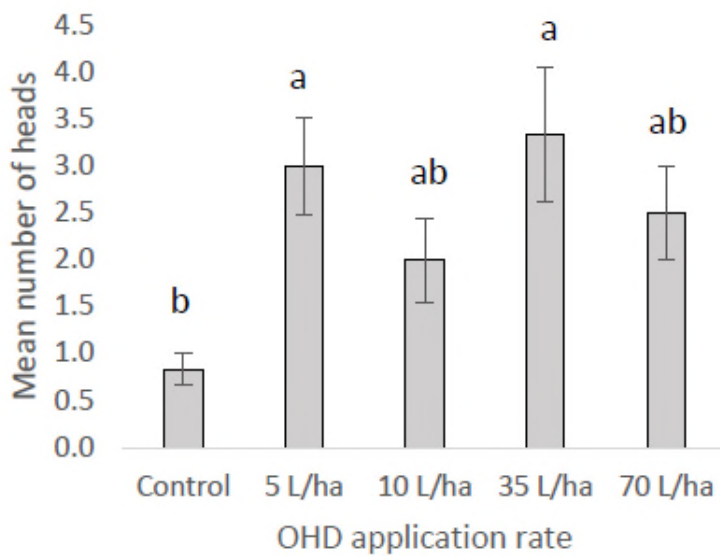 Mean number of heads
4.5
4.0
3.5
3.0
2.5
2.0
1.5
1.0
0.5
0.0
b
a
ab
a
ab
Control 5 L/ha 10 L/ha 35 L/ha 70 L/ha
OHD application rate